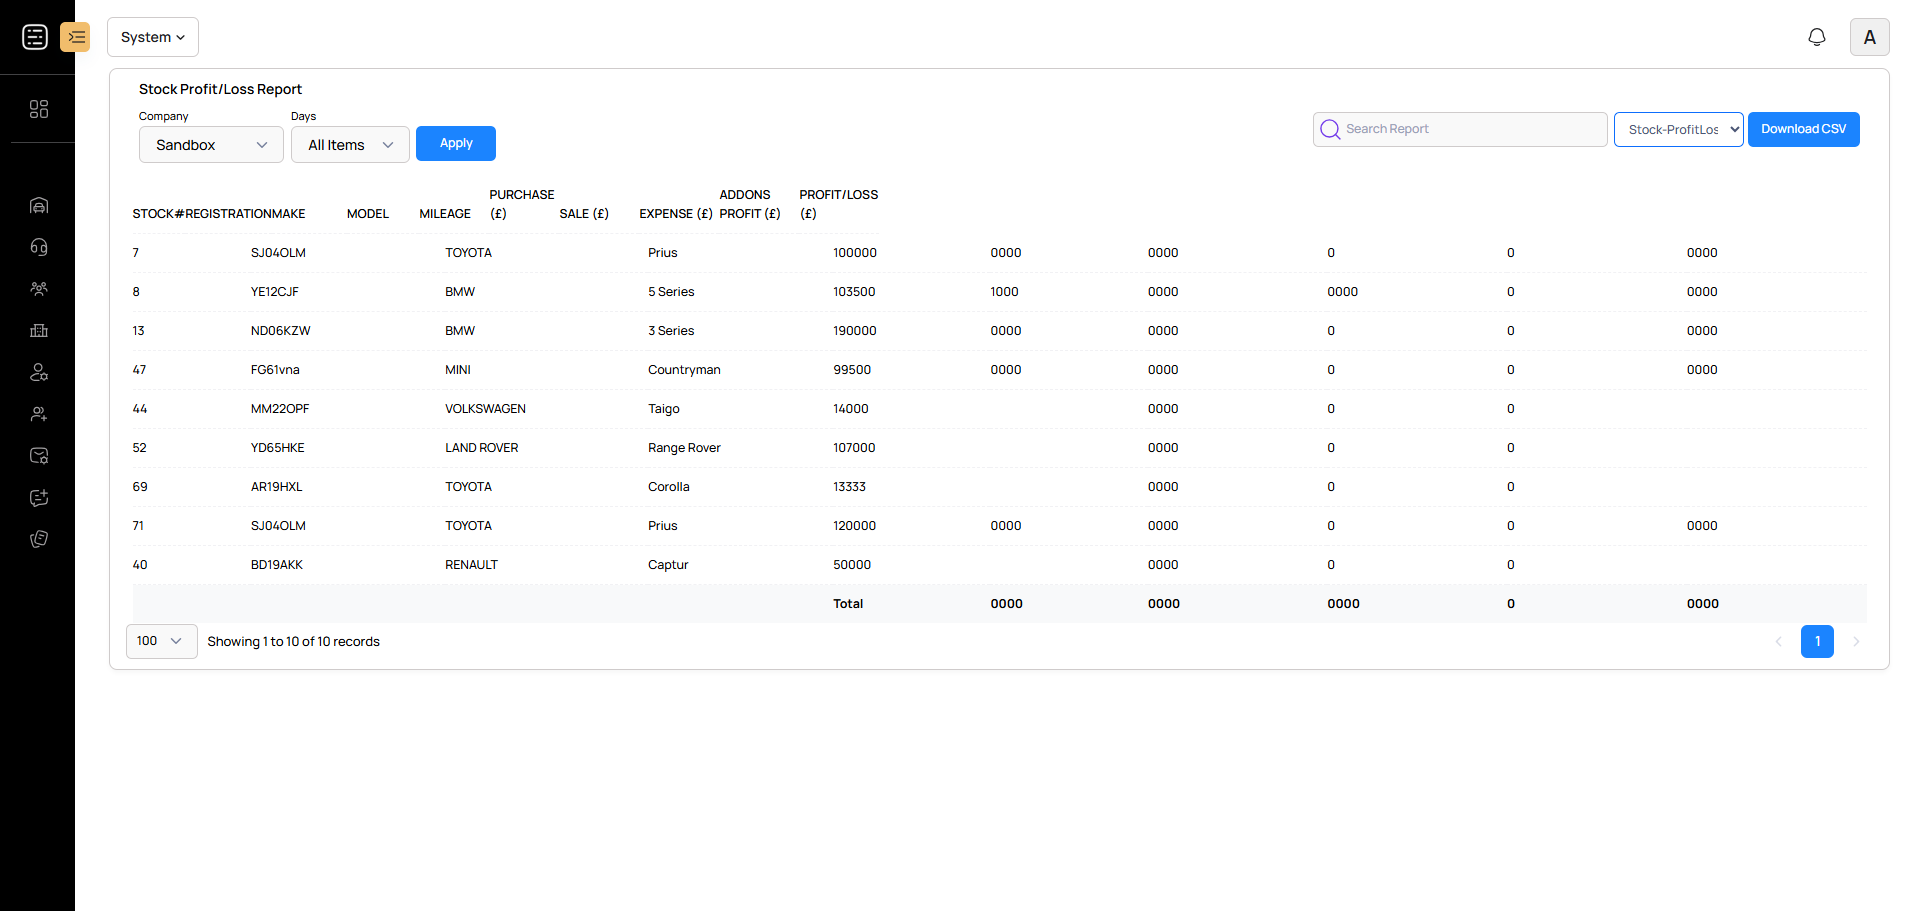 System
A
Stock Profit/Loss Report
Company
Days
Sandbox
All Items
Apply
Search Report
Stock-ProfitLos
Download CSV
STOCK# REGISTRATION MAKE MODEL MILEAGE PURCHASE (£) SALE (£) EXPENSE (£) ADDONS PROFIT (£) PROFIT/LOSS (£)
7 SJ04OLM TOYOTA Prius 100000 0000 0000 0 0 0000
8 YE12CJF BMW 5 Series 103500 1000 0000 0000 0 0000
13 ND06KZW BMW 3 Series 190000 0000 0000 0 0 0000
47 FG61vna MINI Countryman 99500 0000 0000 0 0 0000
44 MM22OPF VOLKSWAGEN Taigo 14000 0000 0 0
52 YD65HKE LAND ROVER Range Rover 107000 0000 0 0
69 AR19HXL TOYOTA Corolla 13333 0000 0 0
71 SJ04OLM TOYOTA Prius 120000 0000 0000 0 0 0000
40 BD19AKK RENAULT Captur 50000 0000 0 0
Total 0000 0000 0000 0 0000
100 Showing 1 to 10 of 10 records
1